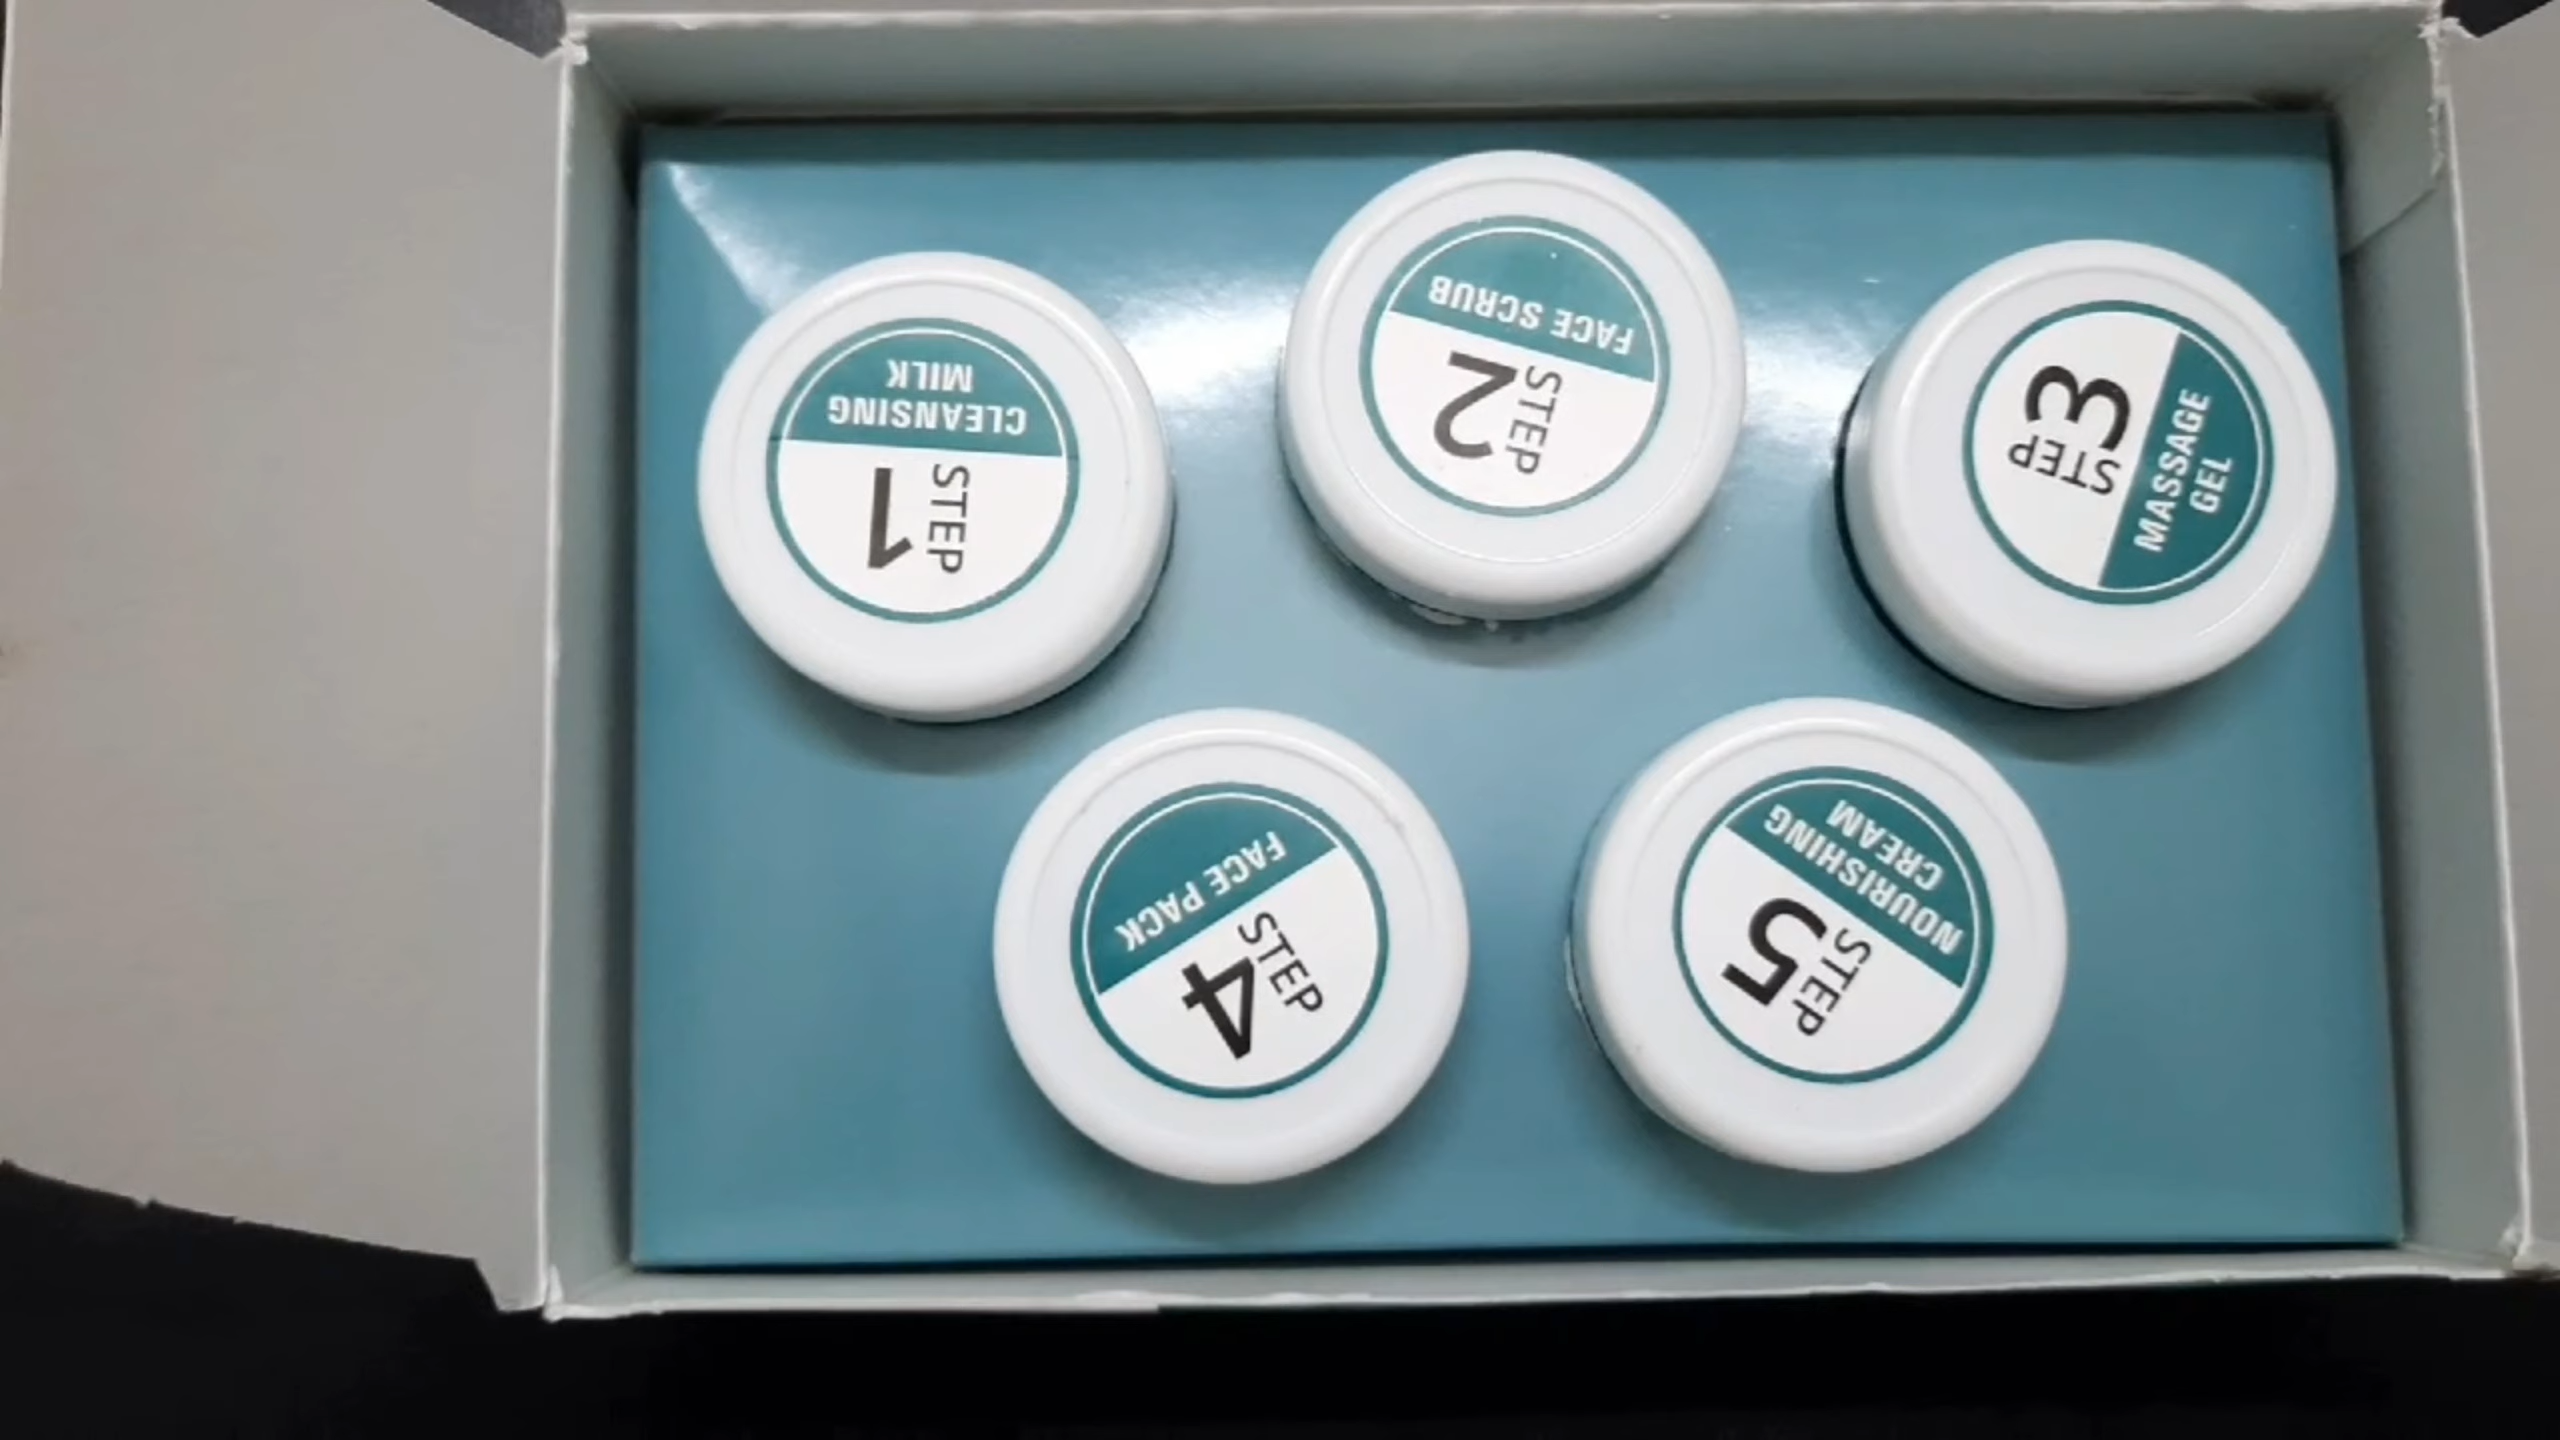 STEP
1
CLEANSING
MILK
STEP
2
FACE SCRUB
STEP
3
MASSAGE
GEL
STEP
4
FACE PACK
STEP
5
NOURISHING
CREAM